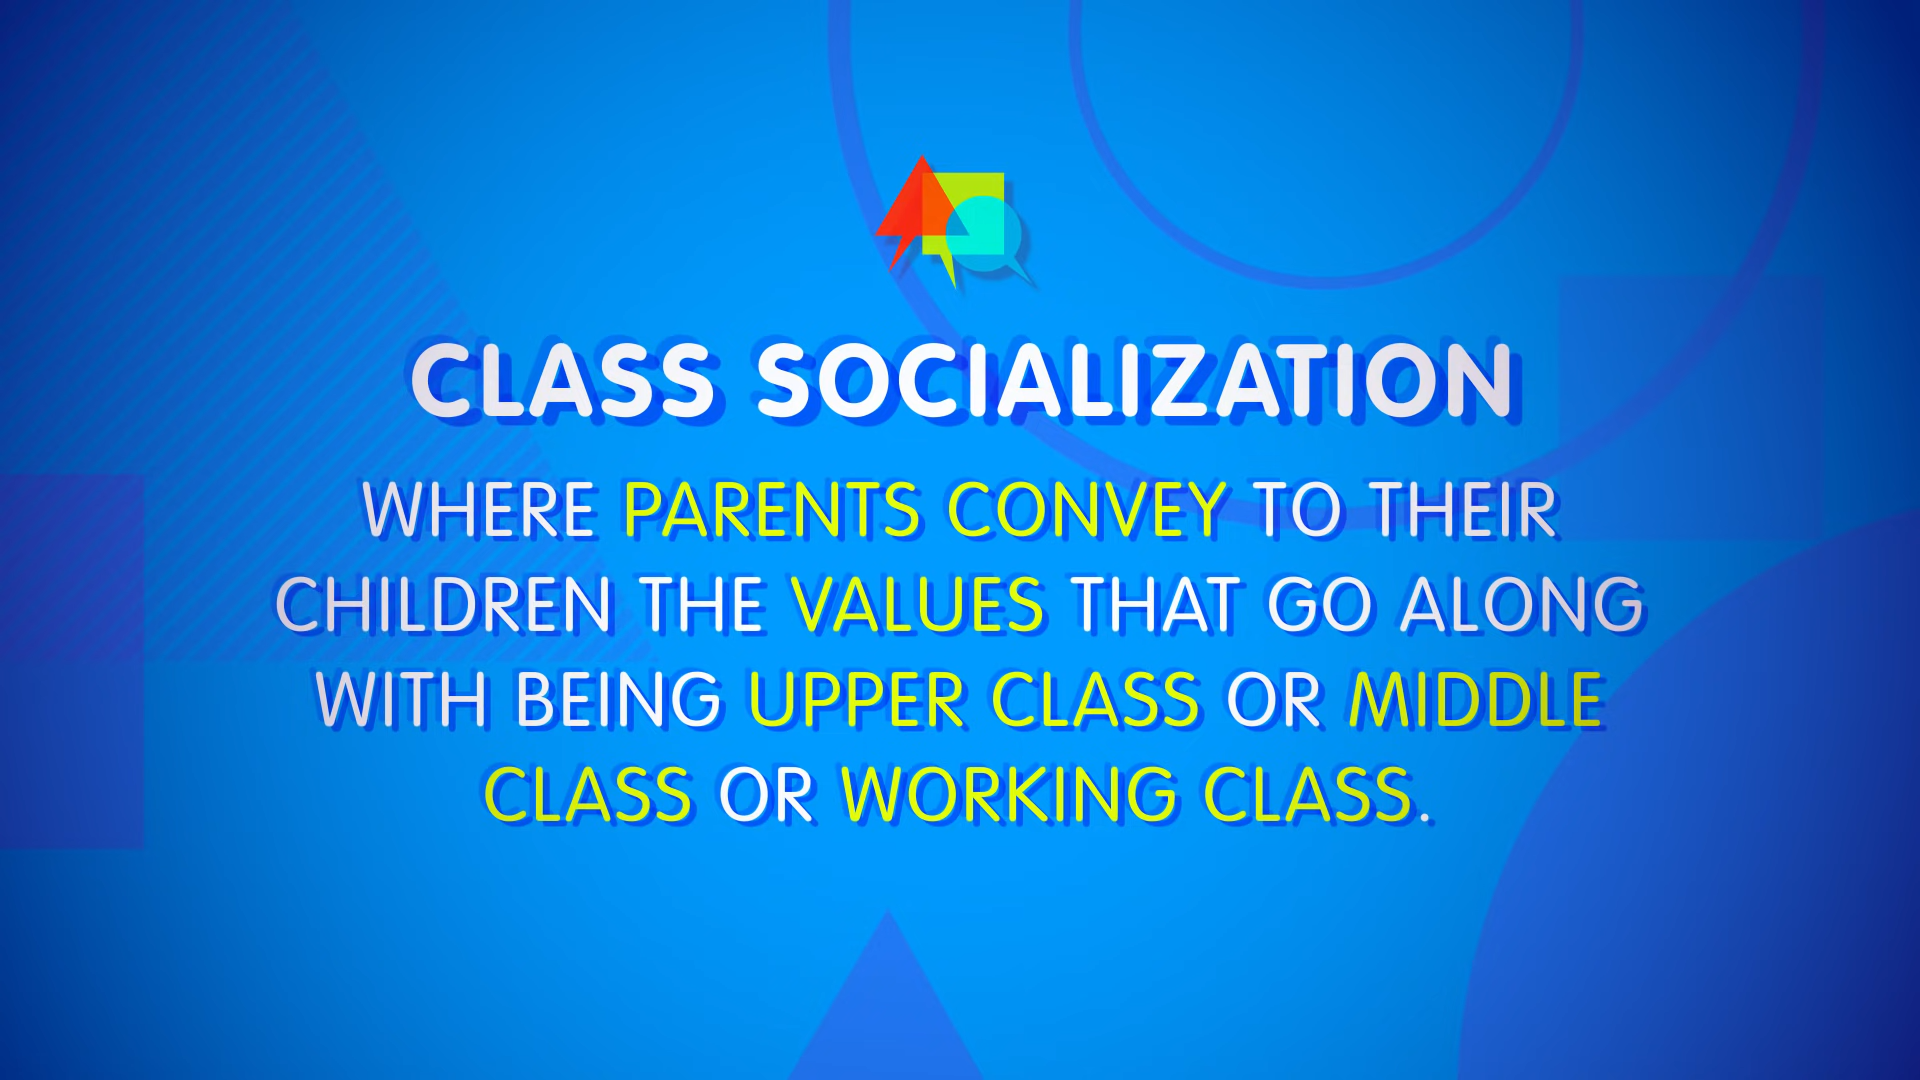 CLASS SOCIALIZATION
WHERE PARENTS CONVEY TO THEIR
CHILDREN THE VALUES THAT GO ALONG
WITH BEING UPPER CLASS OR MIDDLE
CLASS OR WORKING CLASS.